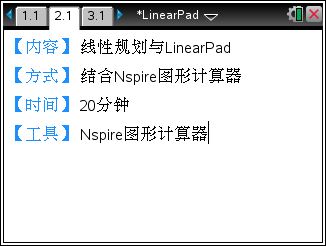 1.1 2.1 3.1 *LinearPad
【内容】线性规划与LinearPad
【方式】结合Nspire图形计算器
【时间】20分钟
【工具】Nspire图形计算器